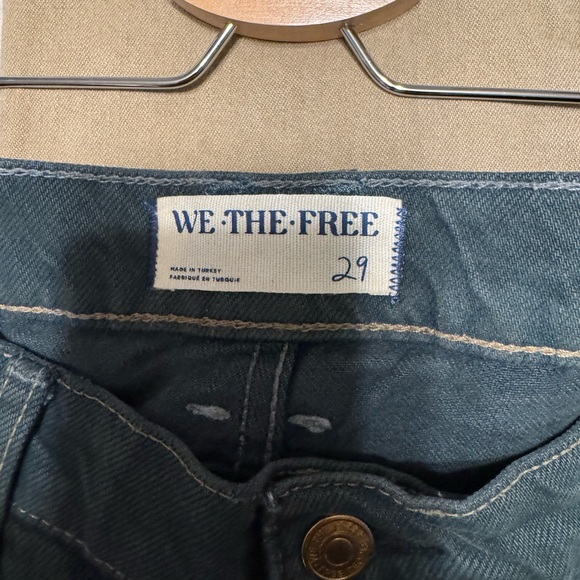 WE·THE·FREE
MADE IN TURKEY
FABRIQUÉ EN TURQUIE
29